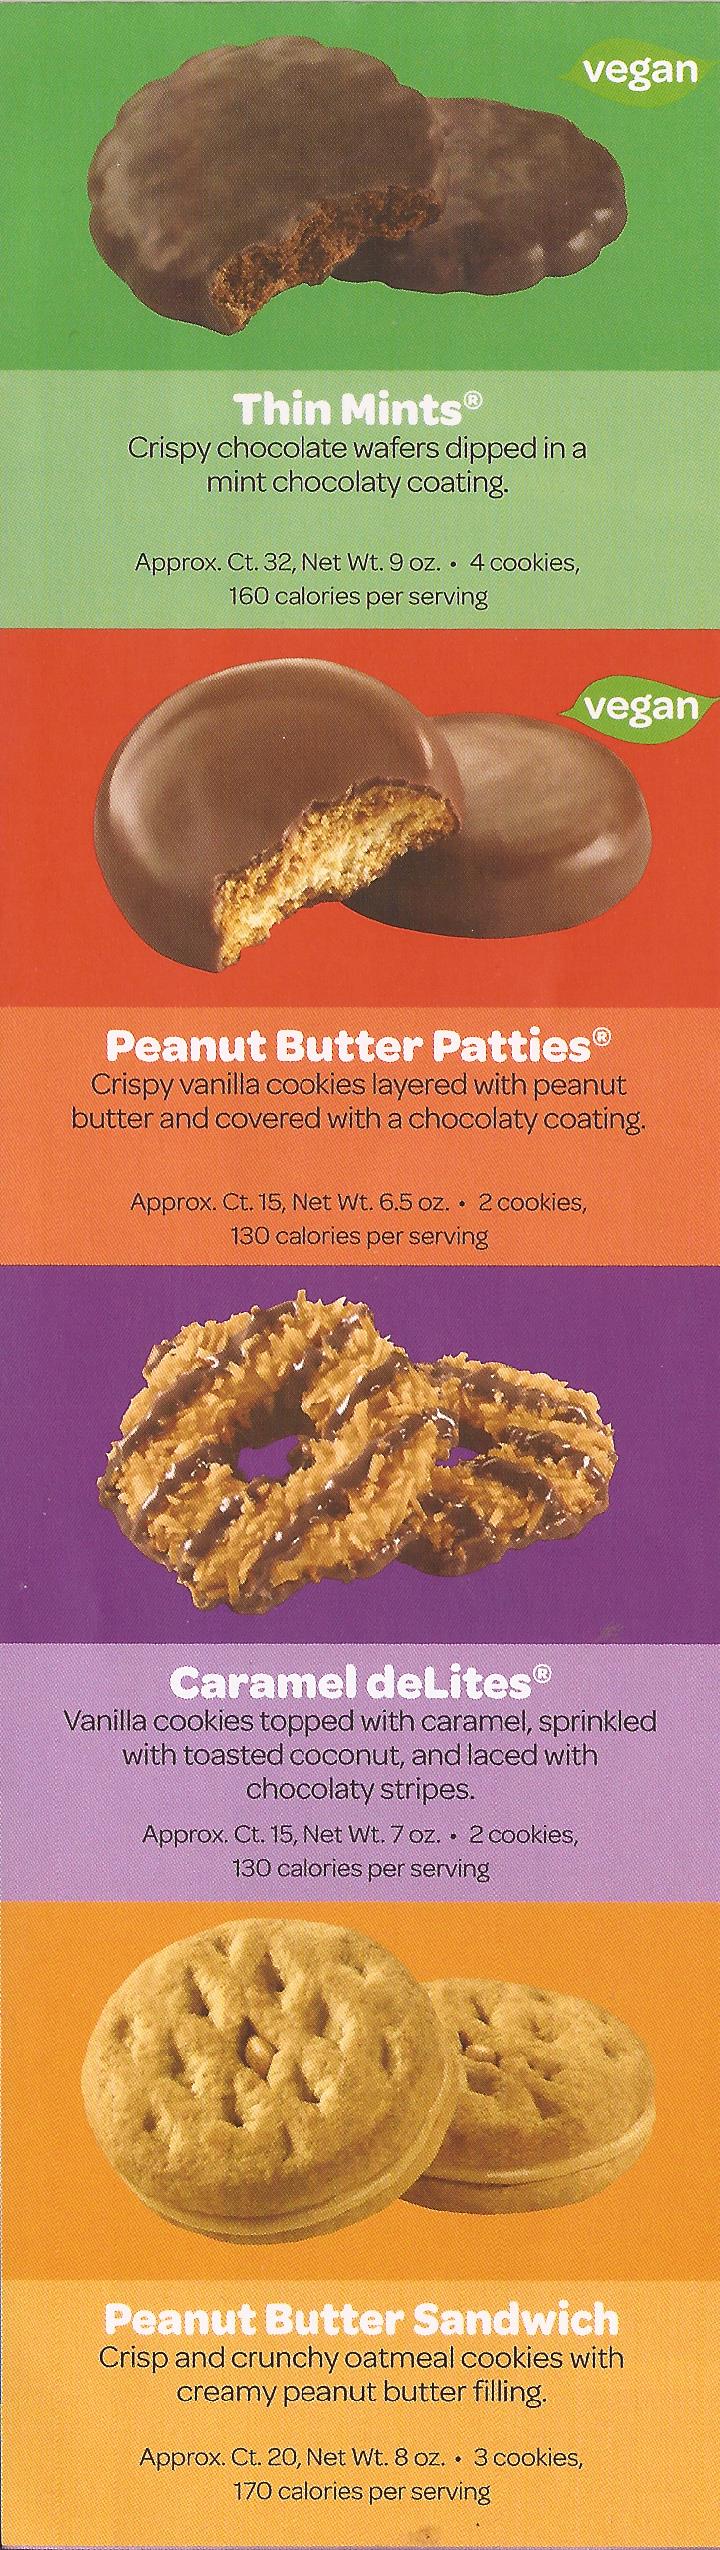 vegan
Thin Mints®
Crispy chocolate wafers dipped in a
mint chocolaty coating.
Approx. Ct. 32, Net Wt. 9 oz. • 4 cookies,
160 calories per serving
vegan
Peanut Butter Patties®
Crispy vanilla cookies layered with peanut
butter and covered with a chocolaty coating.
Approx. Ct. 15, Net Wt. 6.5 oz. • 2 cookies,
130 calories per serving
Caramel deLites®
Vanilla cookies topped with caramel, sprinkled
with toasted coconut, and laced with
chocolaty stripes.
Approx. Ct. 15, Net Wt. 7 oz. • 2 cookies,
130 calories per serving
Peanut Butter Sandwich
Crisp and crunchy oatmeal cookies with
creamy peanut butter filling.
Approx. Ct. 20, Net Wt. 8 oz. • 3 cookies,
170 calories per serving